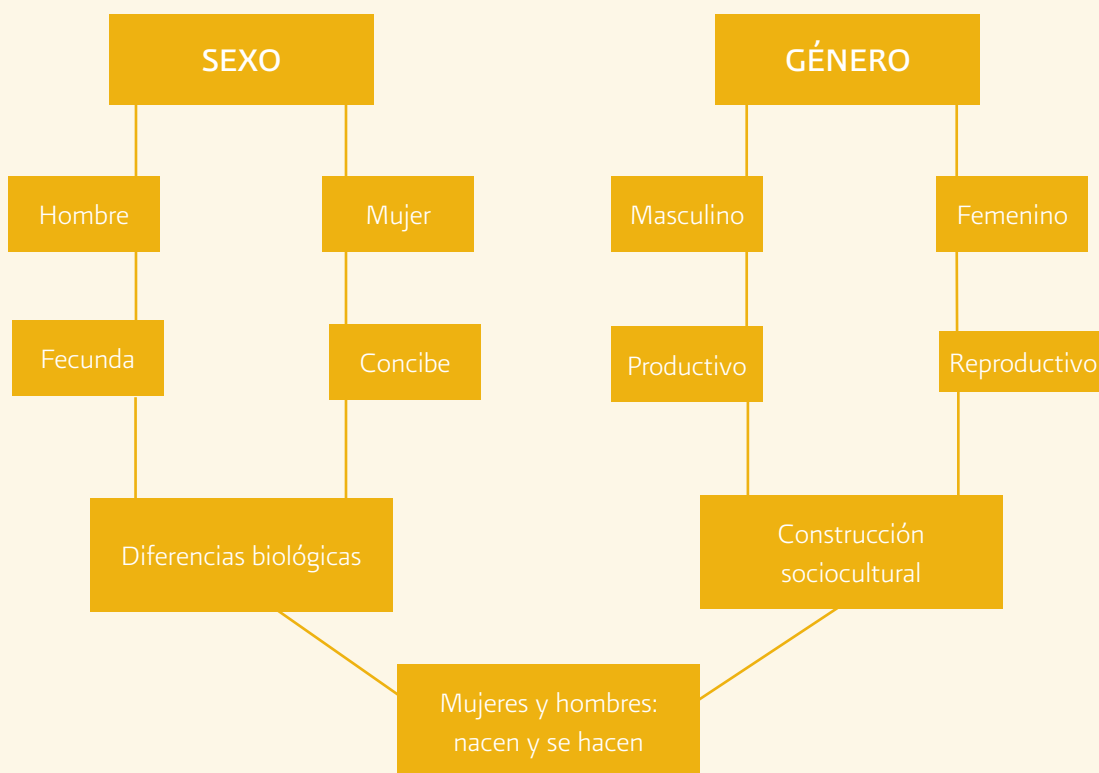 SEXO
GÉNERO
Hombre
Mujer
Masculino
Femenino
Fecunda
Concibe
Productivo
Reproductivo
Diferencias biológicas
Construcción
sociocultural
Mujeres y hombres:
nacen y se hacen